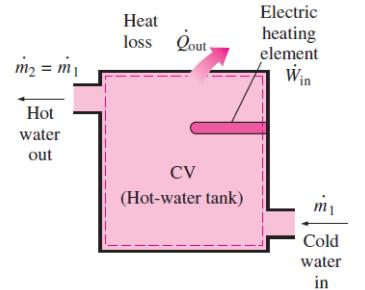 Heat
loss
Q̇out
Electric
heating
element
Ẇin
ṁ2 = ṁ1
Hot
water
out
CV
(Hot-water tank)
ṁ1
Cold
water
in